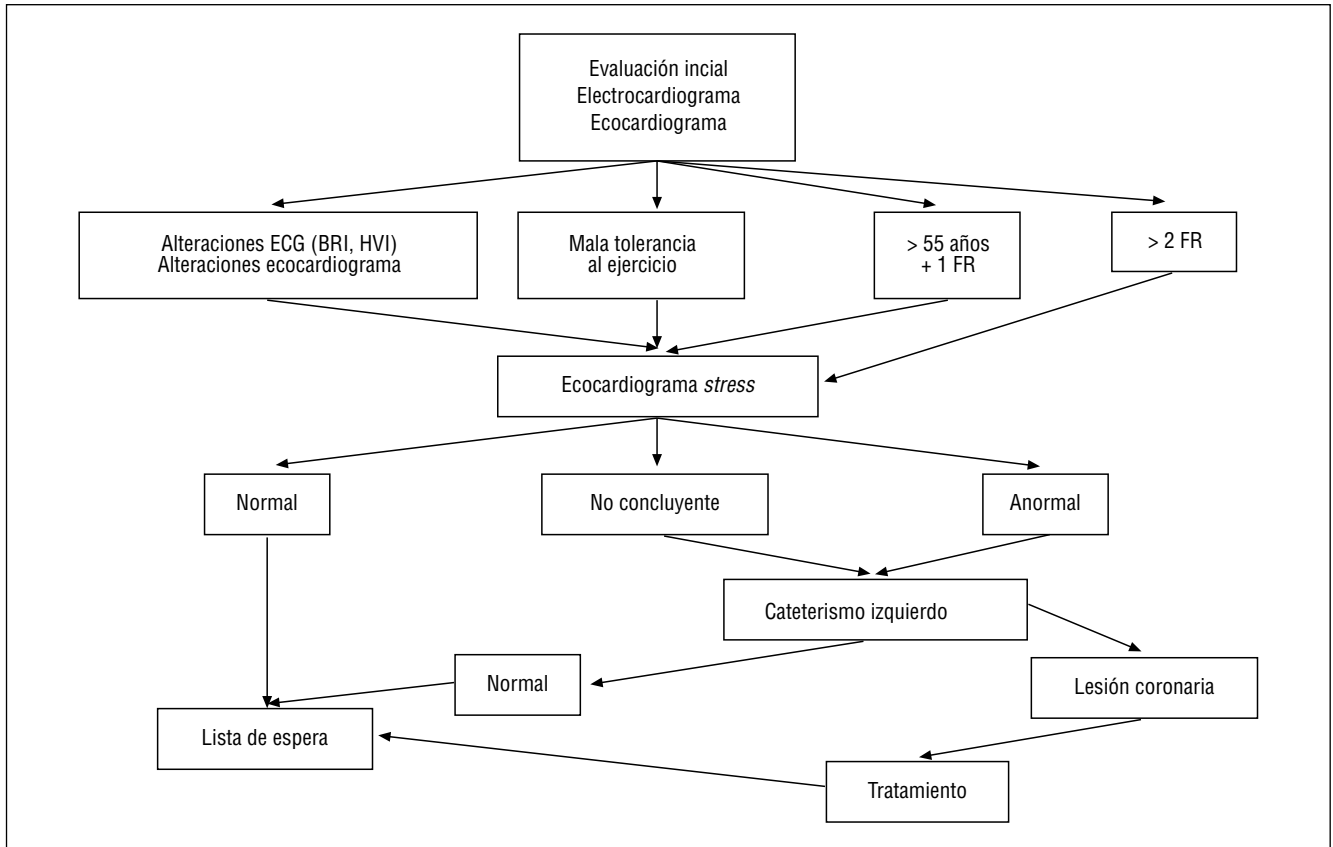 Evaluación incial
Electrocardiograma
Ecocardiograma
Alteraciones ECG (BRI, HVI)
Alteraciones ecocardiograma
Mala tolerancia
al ejercicio
> 55 años
+ 1 FR
> 2 FR
Ecocardiograma stress
Normal
No concluyente
Anormal
Cateterismo izquierdo
Normal
Lesión coronaria
Lista de espera
Tratamiento